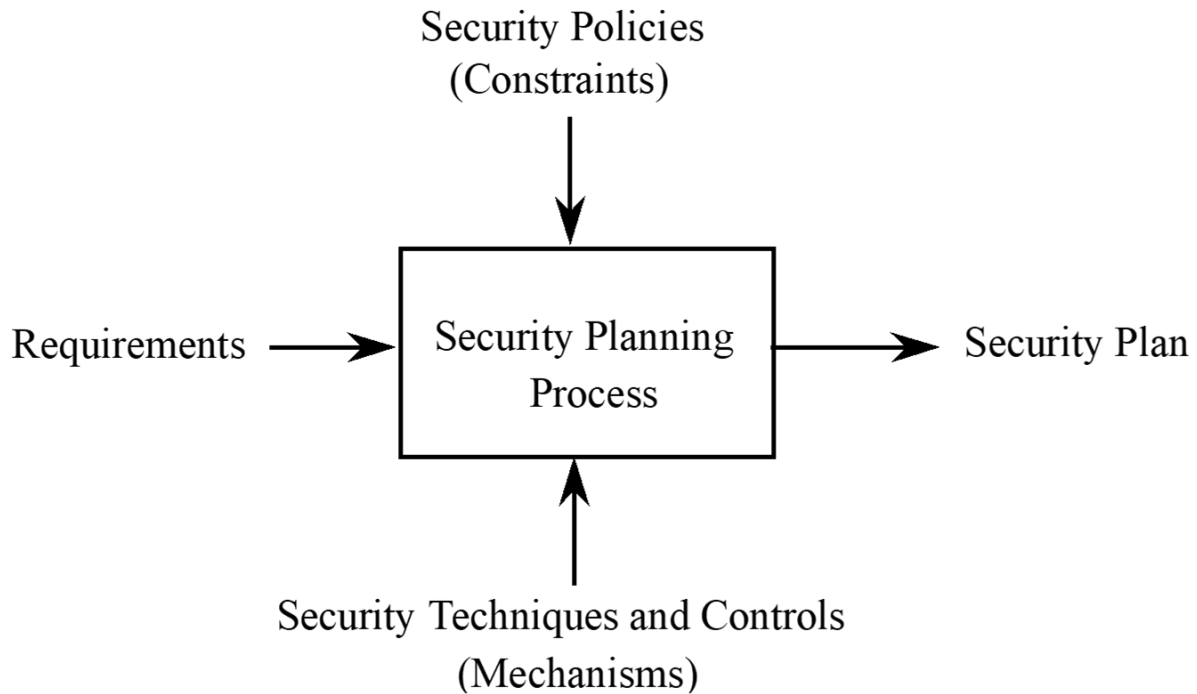 Security Policies
(Constraints)
Requirements
Security Planning
Process
Security Plan
Security Techniques and Controls
(Mechanisms)